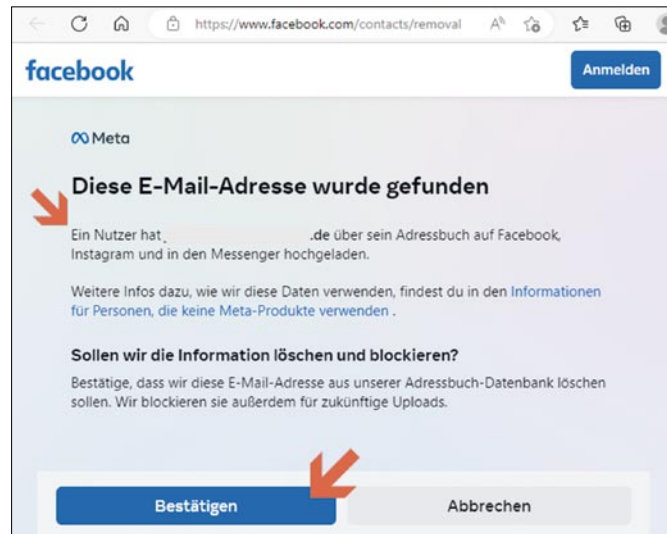 https://www.facebook.com/contacts/removal
facebook
Anmelden
Meta
Diese E-Mail-Adresse wurde gefunden
Ein Nutzer hat .de über sein Adressbuch auf Facebook,
Instagram und in den Messenger hochgeladen.
Weitere Infos dazu, wie wir diese Daten verwenden, findest du in den Informationen
für Personen, die keine Meta-Produkte verwenden .
Sollen wir die Information löschen und blockieren?
Bestätige, dass wir diese E-Mail-Adresse aus unserer Adressbuch-Datenbank löschen
sollen. Wir blockieren sie außerdem für zukünftige Uploads.
Bestätigen
Abbrechen